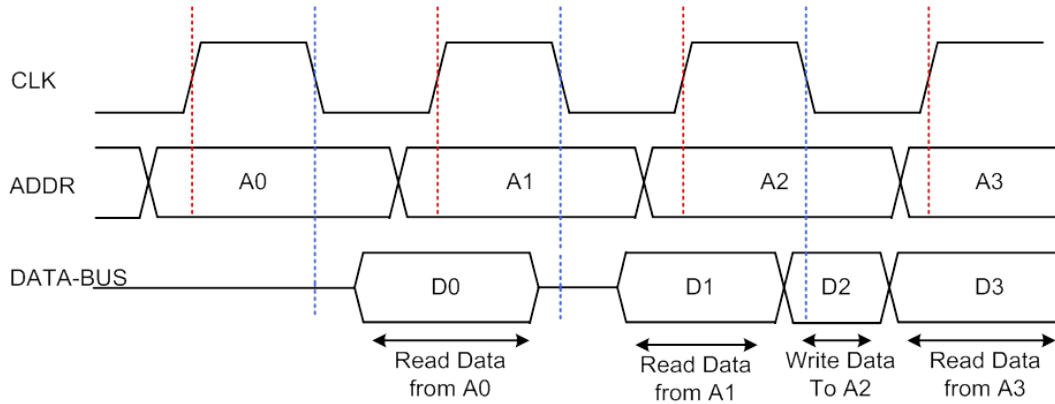 CLK
ADDR
A0
A1
A2
A3
DATA-BUS
D0
D1
D2
D3
Read Data
from A0
Read Data
from A1
Write Data
To A2
Read Data
from A3